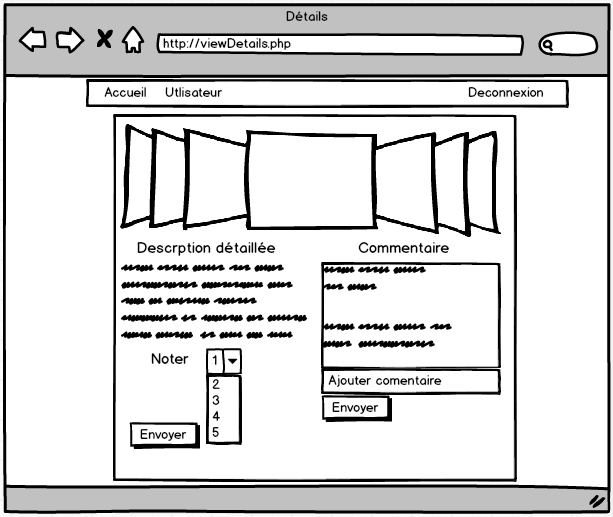 Détails
http://viewDetails.php
Accueil Utlisateur Deconnexion
Descrption détaillée
Commentaire
Noter 1
2
3
4
5
Envoyer
Ajouter comentaire
Envoyer